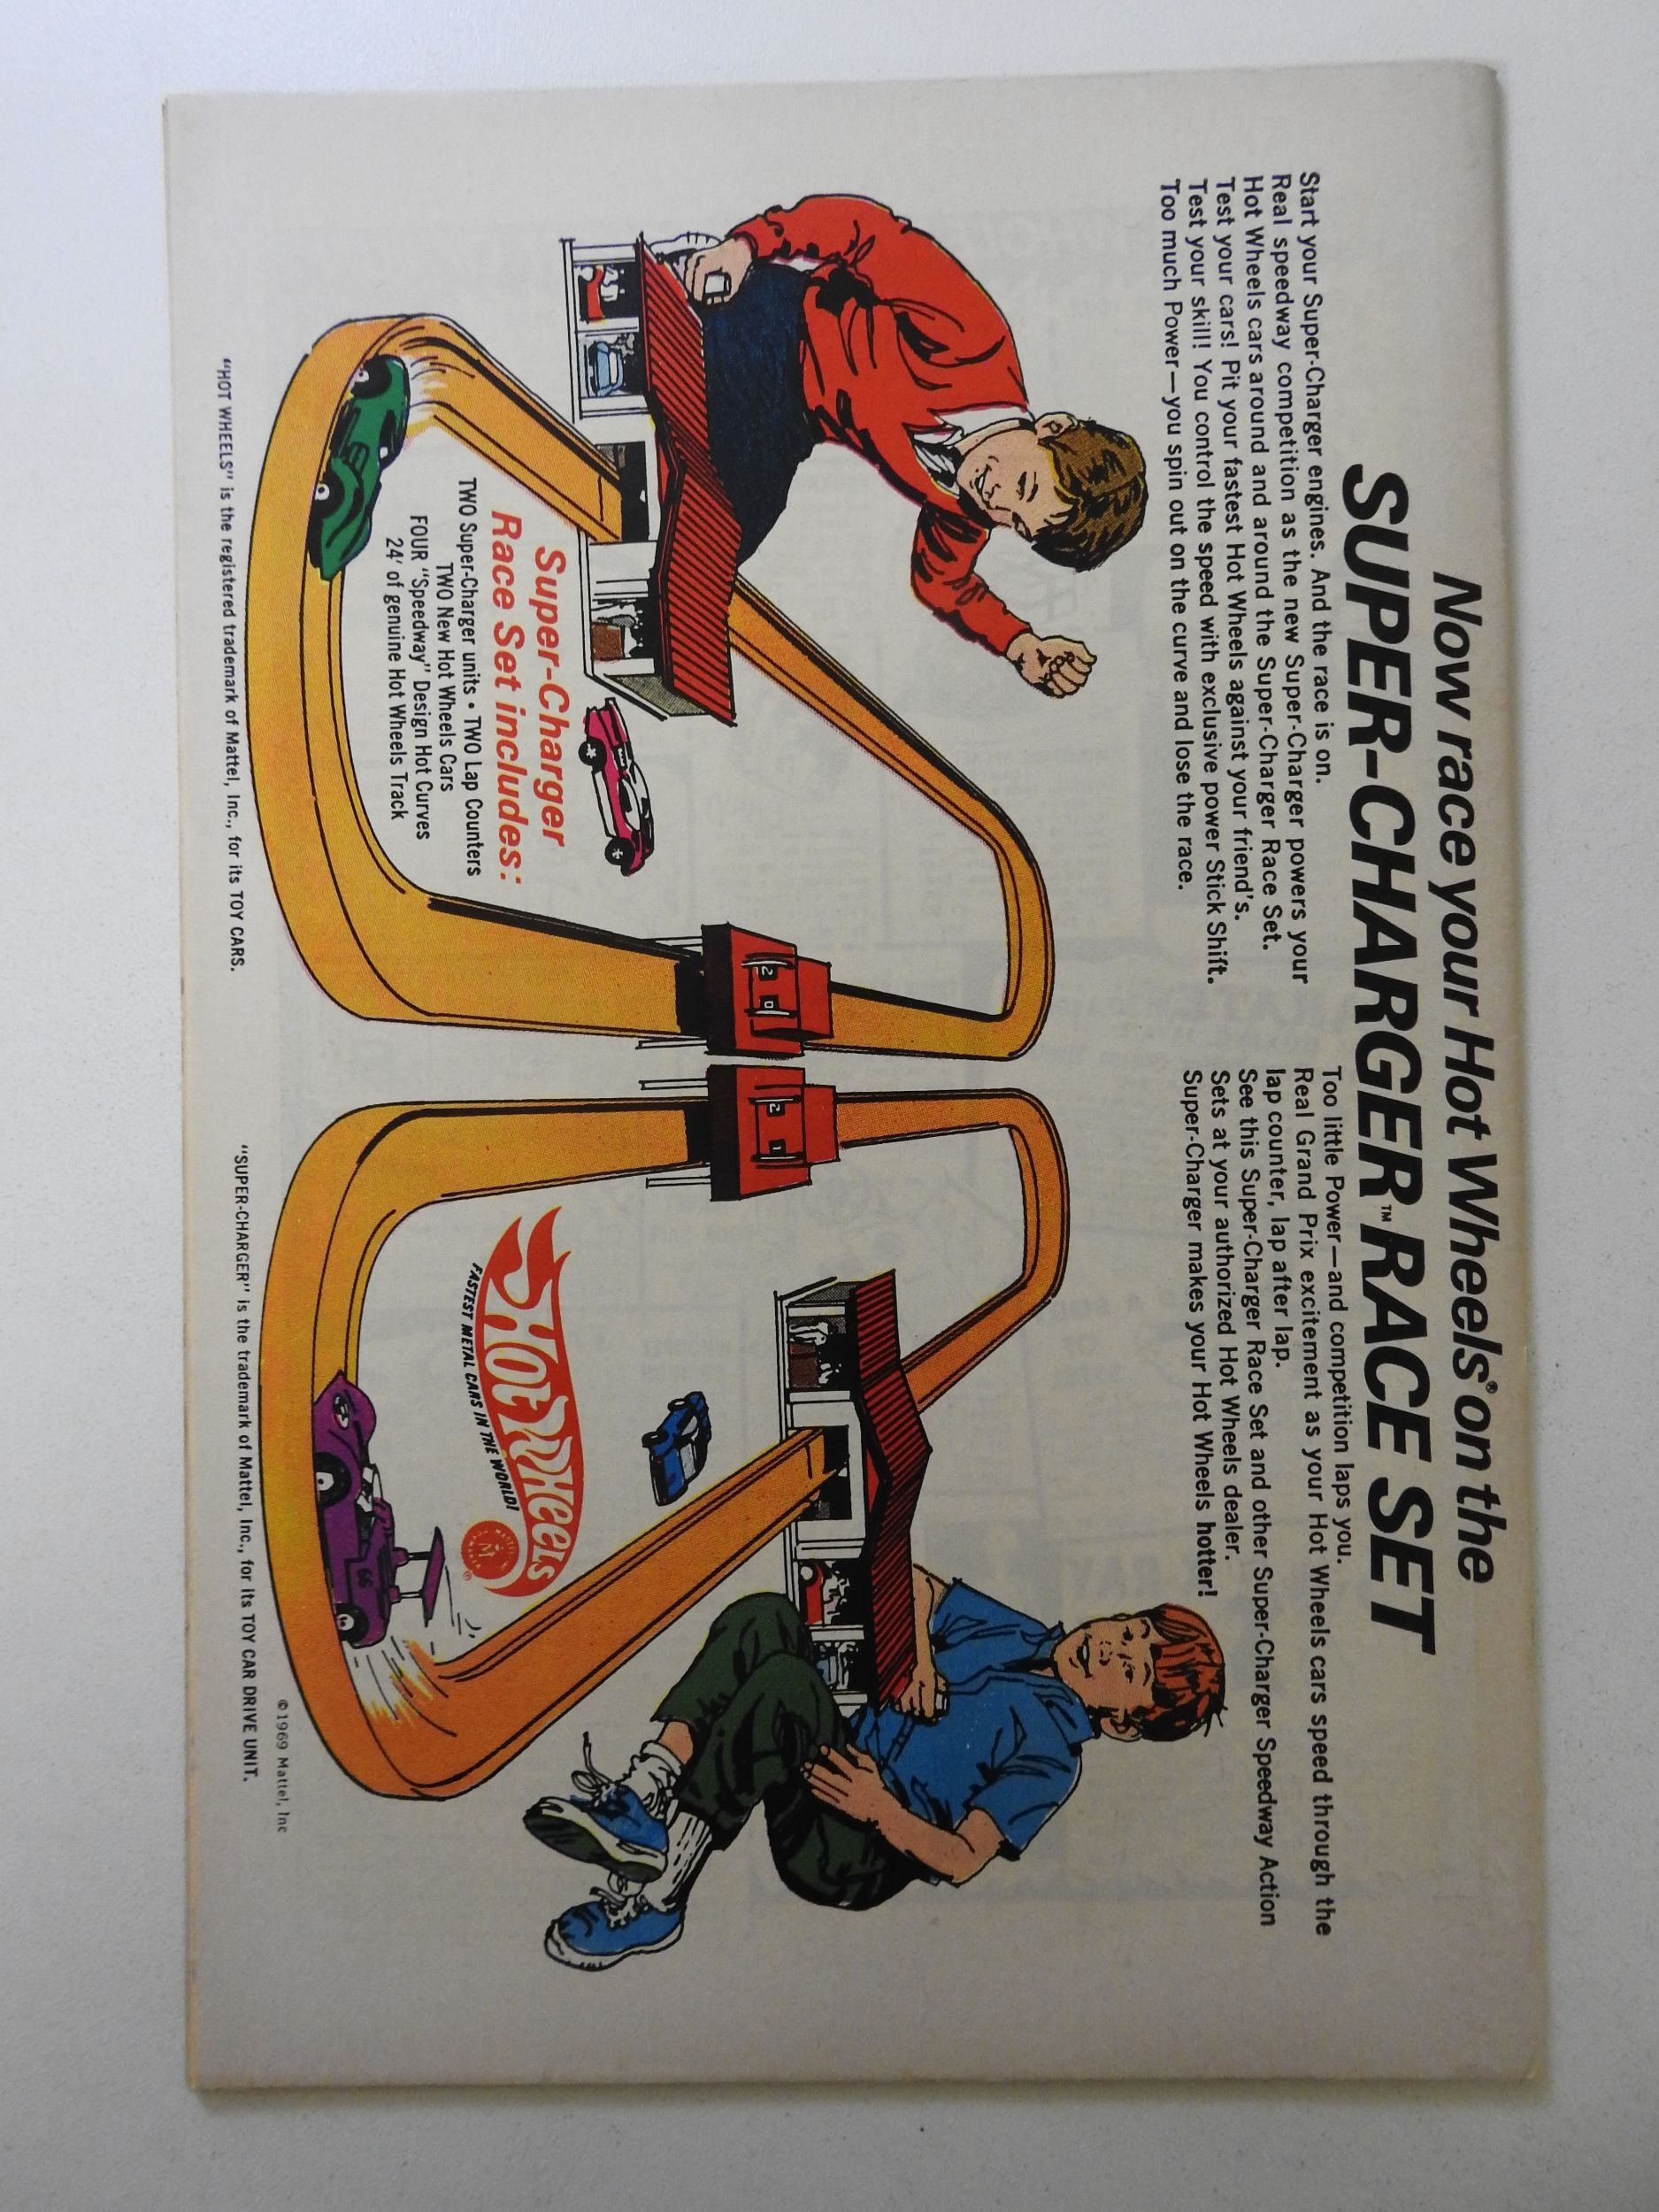 Now race your Hot Wheels® on the
SUPER-CHARGER™ RACE SET
Start your Super-Charger engines. And the race is on.
Real speedway competition as the new Super-Charger powers your
Hot Wheels cars around and around the Super-Charger Race Set.
Test your cars! Pit your fastest Hot Wheels against your friend's.
Test your skill! You control the speed with exclusive power Stick Shift.
Too much Power—you spin out on the curve and lose the race.
Too little Power—and competition laps you.
Real Grand Prix excitement as your Hot Wheels cars speed through the
lap counter, lap after lap.
See this Super-Charger Race Set and other Super-Charger Speedway Action
Sets at your authorized Hot Wheels dealer.
Super-Charger makes your Hot Wheels hotter!
2 0
2 1
Super-Charger
Race Set includes:
TWO Super-Charger units • TWO Lap Counters
TWO New Hot Wheels Cars
FOUR "Speedway" Design Hot Curves
24' of genuine Hot Wheels Track
Hot Wheels
FASTEST METAL CARS IN THE WORLD!
®
66
© 1969 Mattel, Inc
"HOT WHEELS" is the registered trademark of Mattel, Inc., for its TOY CARS.
"SUPER-CHARGER" is the trademark of Mattel, Inc., for its TOY CAR DRIVE UNIT.